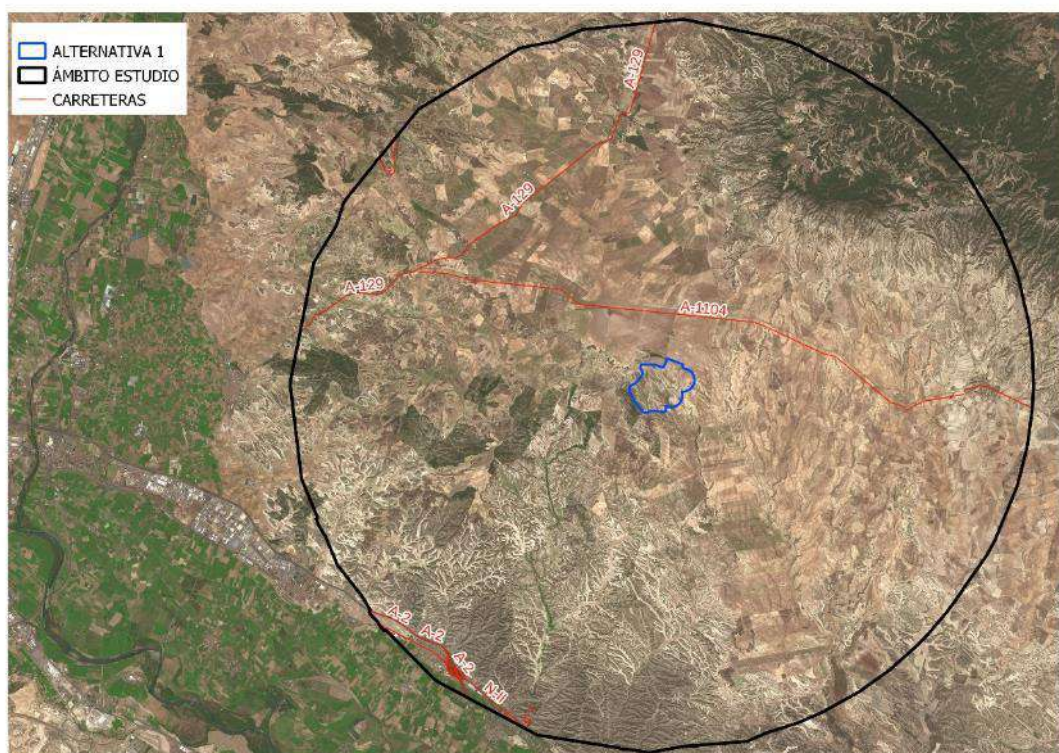 ALTERNATIVA 1
ÁMBITO ESTUDIO
CARRETERAS
A-129
A-129
A-129
A-1104
A-2
A-2
A-2
N-II